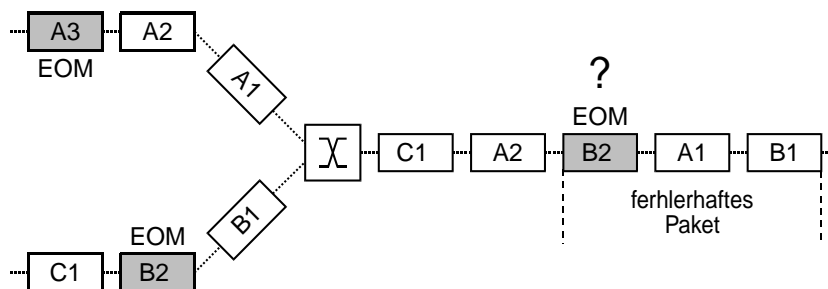 A3 A2
EOM
A1
?
EOM
C1 A2 B2 A1 B1
B1
ferhlerhaftes
Paket
EOM
C1 B2